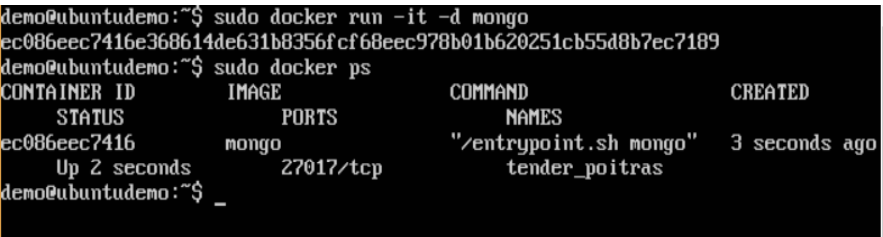 demo@ubuntudemo:~$ sudo docker run -it -d mongo
ec086eec7416e368614de631b8356fcf68eec978b01b620251cb55d8b7ec7189
demo@ubuntudemo:~$ sudo docker ps
CONTAINER ID IMAGE COMMAND CREATED
STATUS PORTS NAMES
ec086eec7416 mongo "/entrypoint.sh mongo" 3 seconds ago
Up 2 seconds 27017/tcp tender_poitras
demo@ubuntudemo:~$ _